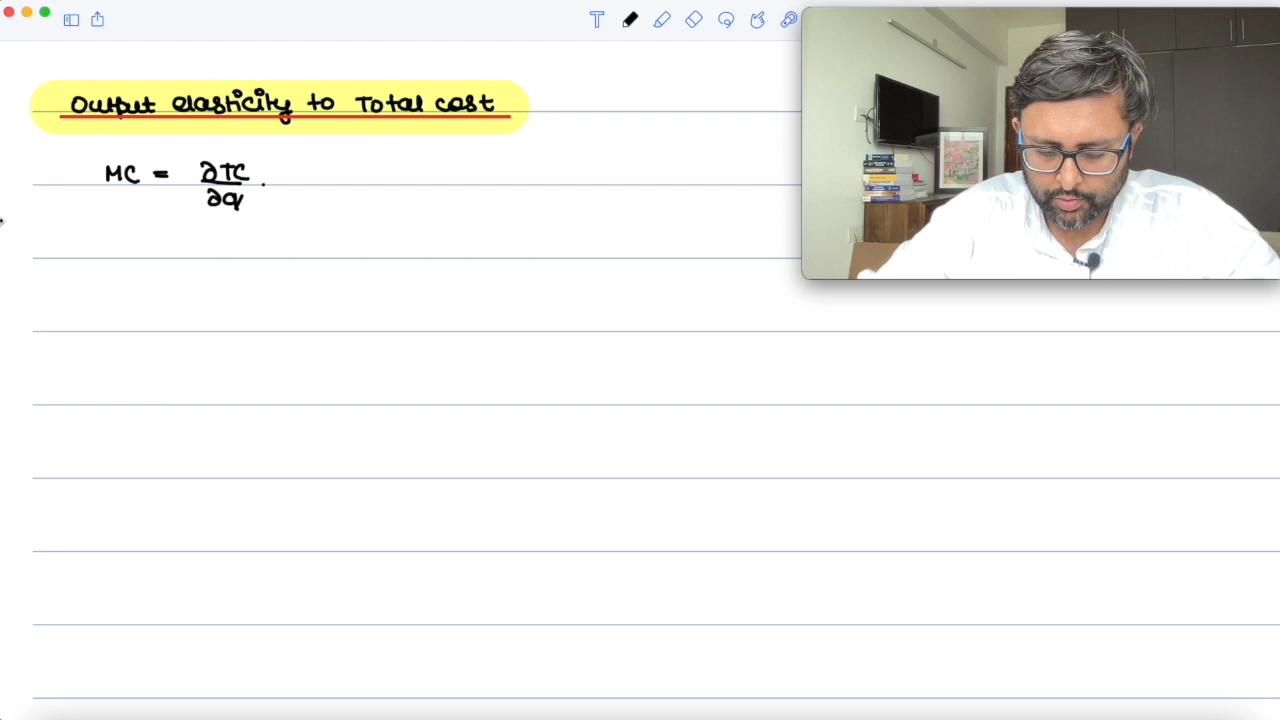 Output elasticity to Total cost
MC = ∂TC/∂q .